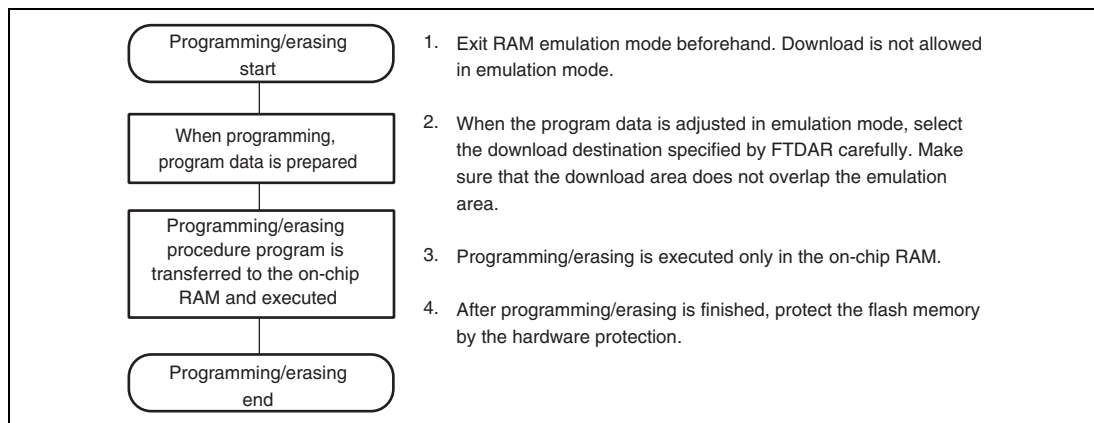 Programming/erasing
start
When programming,
program data is prepared
Programming/erasing
procedure program is
transferred to the on-chip
RAM and executed
Programming/erasing
end
1. Exit RAM emulation mode beforehand. Download is not allowed
in emulation mode.
2. When the program data is adjusted in emulation mode, select
the download destination specified by FTDAR carefully. Make
sure that the download area does not overlap the emulation
area.
3. Programming/erasing is executed only in the on-chip RAM.
4. After programming/erasing is finished, protect the flash memory
by the hardware protection.